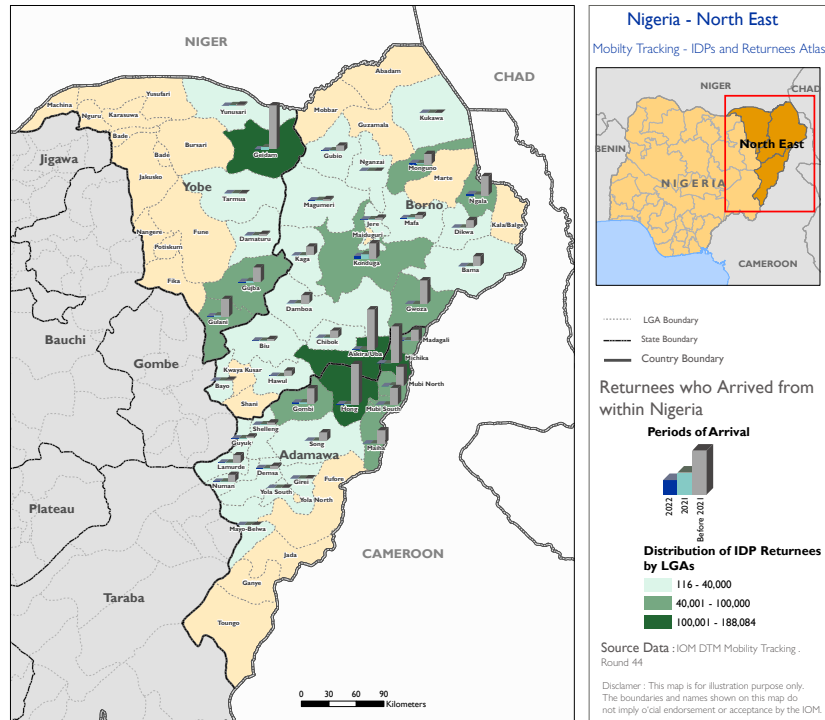 NIGER
CHAD
Abadam
Yusufari
Machina
Yunusari
Mobbar
Kukawa
Nguru
Karasuwa
Guzamala
Bade
Bursari
Geidam
Gubio
Nganzai
Monguno
Jigawa
Bade
Jakusko
Marte
Yobe
Tarmua
Magumeri
Borno
Ngala
Jere
Mafa
Kala/Balge
Nangere
Fune
Damaturu
Maiduguri
Dikwa
Potiskum
Kaga
Konduga
Bama
Fika
Gujba
Gulani
Damboa
Gwoza
Bauchi
Biu
Chibok
Madagali
Askira/Uba
Michika
Gombe
Kwaya Kusar
Bayo
Hawul
Mubi North
Shani
Gombi
Hong
Mubi South
Shelleng
Guyuk
Song
Maiha
Adamawa
Lamurde
Demsa
Numan
Girei
Fufore
Yola South
Yola North
Plateau
Mayo-Belwa
CAMEROON
Jada
Taraba
Ganye
Toungo
0 30 60 90
Kilometers
Nigeria - North East
Mobilty Tracking - IDPs and Returnees Atlas
NIGER
CHAD
BENIN
North East
NIGERIA
CAMEROON
LGA Boundary
State Boundary
Country Boundary
Returnees who Arrived from
within Nigeria
Periods of Arrival
2022
2021
Before 2021
Distribution of IDP Returnees
by LGAs
116 - 40,000
40,001 - 100,000
100,001 - 188,084
Source Data : IOM DTM Mobility Tracking .
Round 44
Disclamer : This map is for illustration purpose only.
The boundaries and names shown on this map do
not imply o'cial endorsement or acceptance by the IOM.